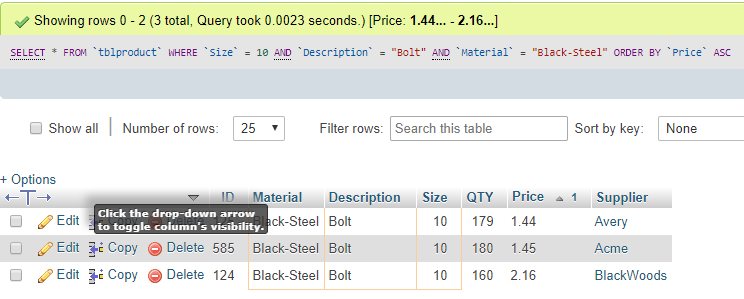 Showing rows 0 - 2 (3 total, Query took 0.0023 seconds.) [Price: 1.44... - 2.16...]
SELECT * FROM `tblproduct` WHERE `Size` = 10 AND `Description` = "Bolt" AND `Material` = "Black-Steel" ORDER BY `Price` ASC
Show all | Number of rows: 25 Filter rows: Search this table Sort by key: None
+ Options
←T→ ID Material Description Size QTY Price 1 Supplier
Click the drop-down arrow
to toggle column's visibility.
Edit Copy Delete Black-Steel Bolt 10 179 1.44 Avery
Edit Copy Delete 585 Black-Steel Bolt 10 180 1.45 Acme
Edit Copy Delete 124 Black-Steel Bolt 10 160 2.16 BlackWoods